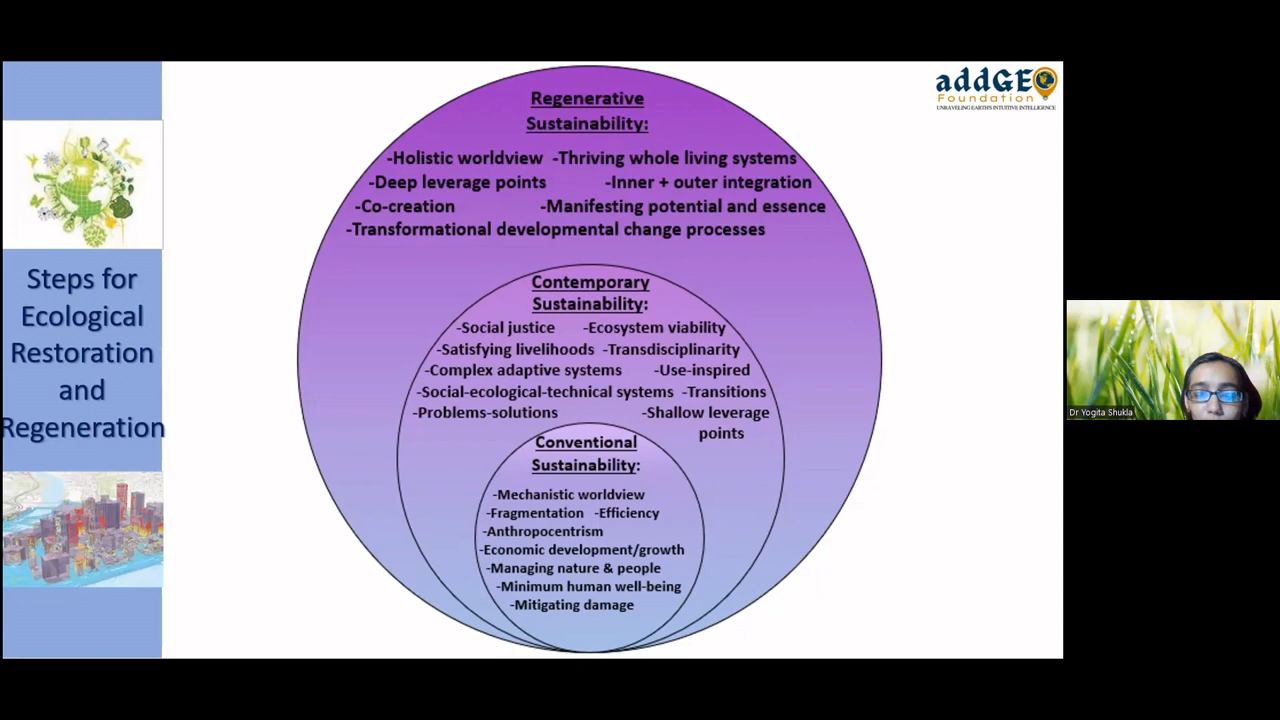 Steps for
Ecological
Restoration
and
Regeneration
addGEO
Foundation
UNRAVELING EARTH'S INTUITIVE INTELLIGENCE
Regenerative
Sustainability:
-Holistic worldview -Thriving whole living systems
-Deep leverage points -Inner + outer integration
-Co-creation -Manifesting potential and essence
-Transformational developmental change processes
Contemporary
Sustainability:
-Social justice -Ecosystem viability
-Satisfying livelihoods -Transdisciplinarity
-Complex adaptive systems -Use-inspired
-Social-ecological-technical systems -Transitions
-Problems-solutions -Shallow leverage
points
Conventional
Sustainability:
-Mechanistic worldview
-Fragmentation -Efficiency
-Anthropocentrism
-Economic development/growth
-Managing nature & people
-Minimum human well-being
-Mitigating damage
Dr Yogita Shukla